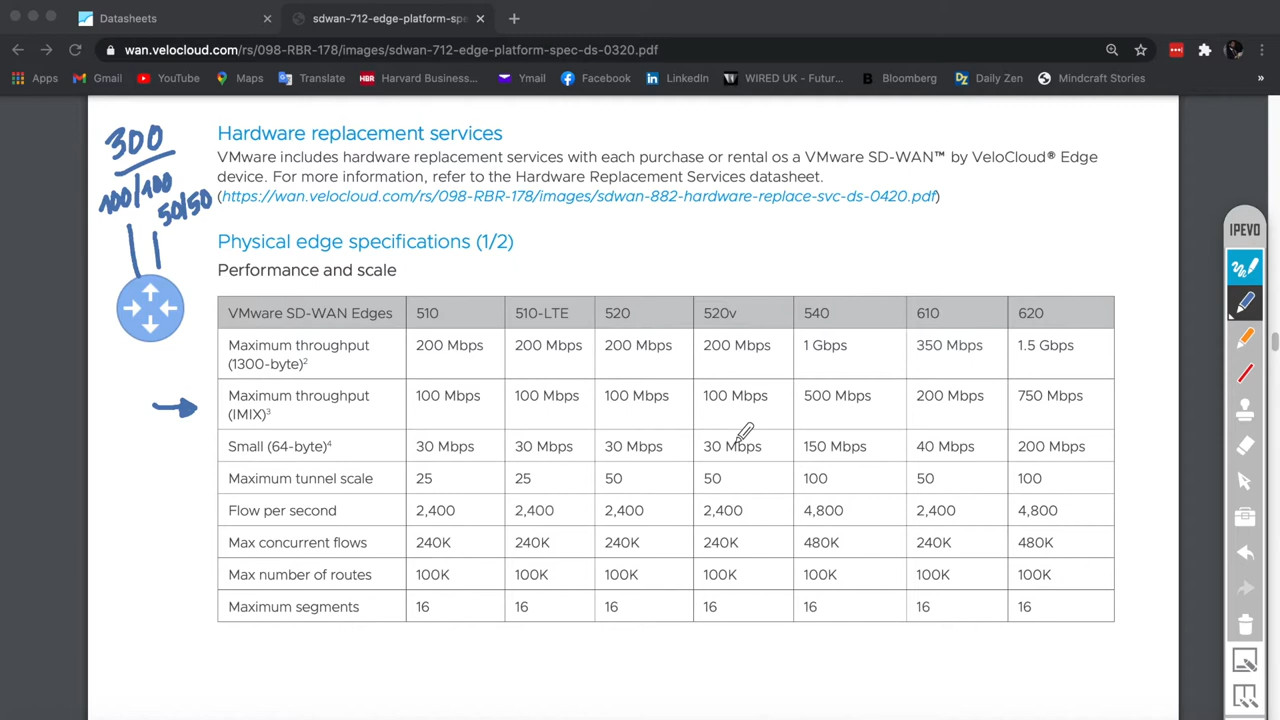 Datasheets
sdwan-712-edge-platform-spe
wan.velocloud.com/rs/098-RBR-178/images/sdwan-712-edge-platform-spec-ds-0320.pdf
Apps Gmail YouTube Maps Translate HBR Harvard Business... Ymail Facebook LinkedIn WIRED UK - Futur... B Bloomberg DZ Daily Zen Mindcraft Stories »
300
100/100
50/50
Hardware replacement services
VMware includes hardware replacement services with each purchase or rental os a VMware SD-WAN™ by VeloCloud® Edge
device. For more information, refer to the Hardware Replacement Services datasheet.
(https://wan.velocloud.com/rs/098-RBR-178/images/sdwan-882-hardware-replace-svc-ds-0420.pdf)
Physical edge specifications (1/2)
Performance and scale
VMware SD-WAN Edges 510 510-LTE 520 520v 540 610 620
Maximum throughput (1300-byte)2 200 Mbps 200 Mbps 200 Mbps 200 Mbps 1 Gbps 350 Mbps 1.5 Gbps
Maximum throughput (IMIX)3 100 Mbps 100 Mbps 100 Mbps 100 Mbps 500 Mbps 200 Mbps 750 Mbps
Small (64-byte)4 30 Mbps 30 Mbps 30 Mbps 30 Mbps 150 Mbps 40 Mbps 200 Mbps
Maximum tunnel scale 25 25 50 50 100 50 100
Flow per second 2,400 2,400 2,400 2,400 4,800 2,400 4,800
Max concurrent flows 240K 240K 240K 240K 480K 240K 480K
Max number of routes 100K 100K 100K 100K 100K 100K 100K
Maximum segments 16 16 16 16 16 16 16
IPEVO